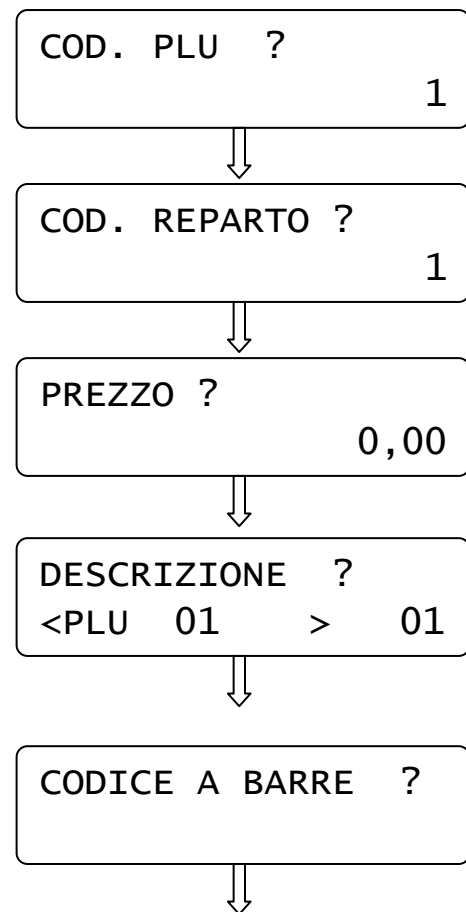 COD. PLU ?
1
COD. REPARTO ?
1
PREZZO ?
0,00
DESCRIZIONE ?
<PLU 01 > 01
CODICE A BARRE ?